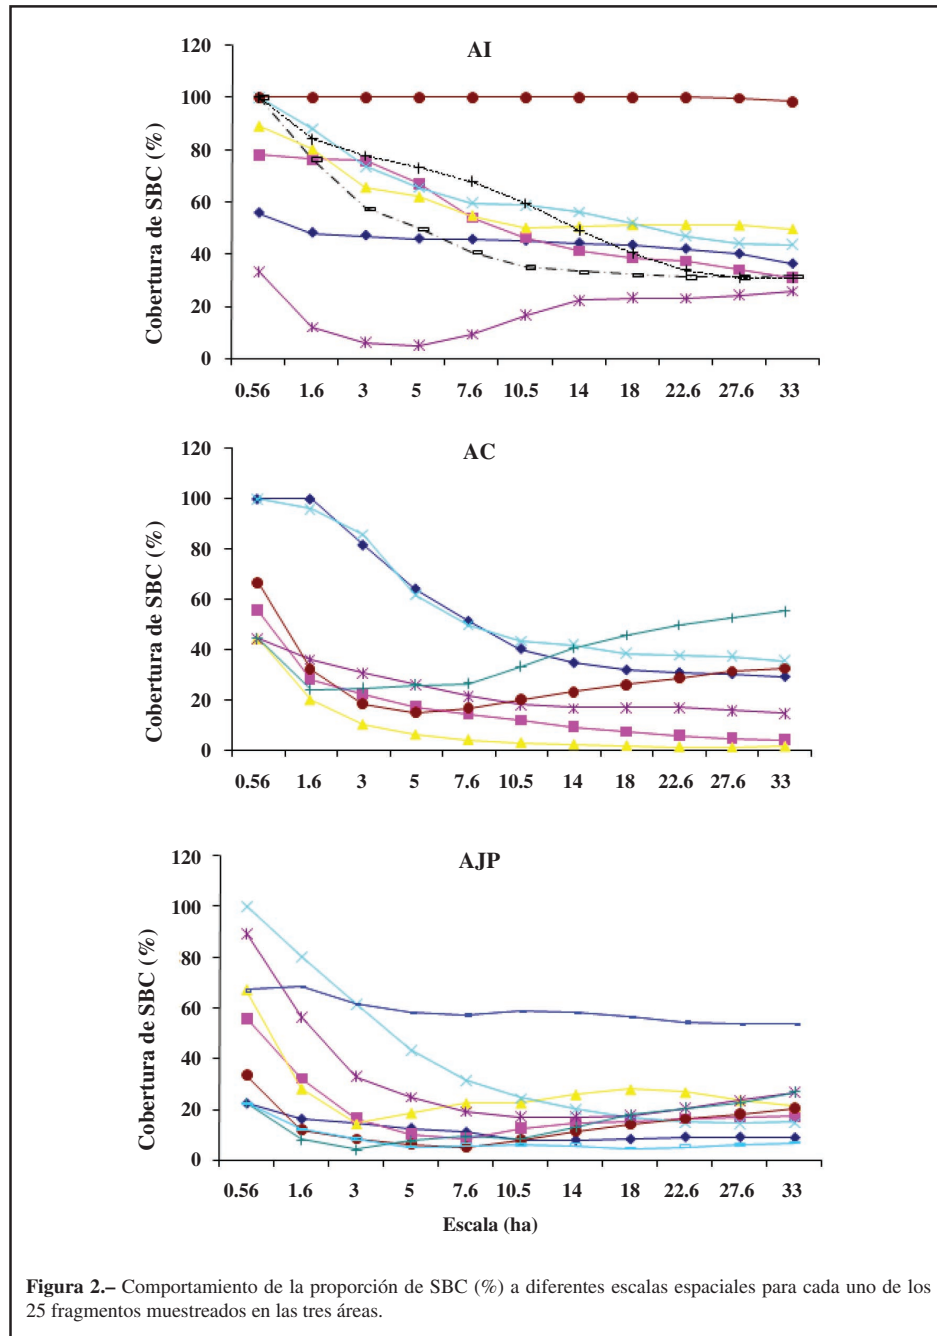 AI
Cobertura de SBC (%)
120
100
80
60
40
20
0
0.56 1.6 3 5 7.6 10.5 14 18 22.6 27.6 33
AC
Cobertura de SBC (%)
120
100
80
60
40
20
0
0.56 1.6 3 5 7.6 10.5 14 18 22.6 27.6 33
AJP
Cobertura de SBC (%)
120
100
80
60
40
20
0
0.56 1.6 3 5 7.6 10.5 14 18 22.6 27.6 33
Escala (ha)
Figura 2.– Comportamiento de la proporción de SBC (%) a diferentes escalas espaciales para cada uno de los
25 fragmentos muestreados en las tres áreas.